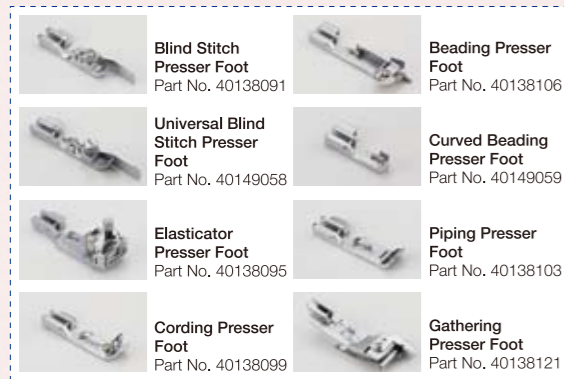 Blind Stitch
Presser Foot
Part No. 40138091
Universal Blind
Stitch Presser
Foot
Part No. 40149058
Elasticator
Presser Foot
Part No. 40138095
Cording Presser
Foot
Part No. 40138099
Beading Presser
Foot
Part No. 40138106
Curved Beading
Presser Foot
Part No. 40149059
Piping Presser
Foot
Part No. 40138103
Gathering
Presser Foot
Part No. 40138121